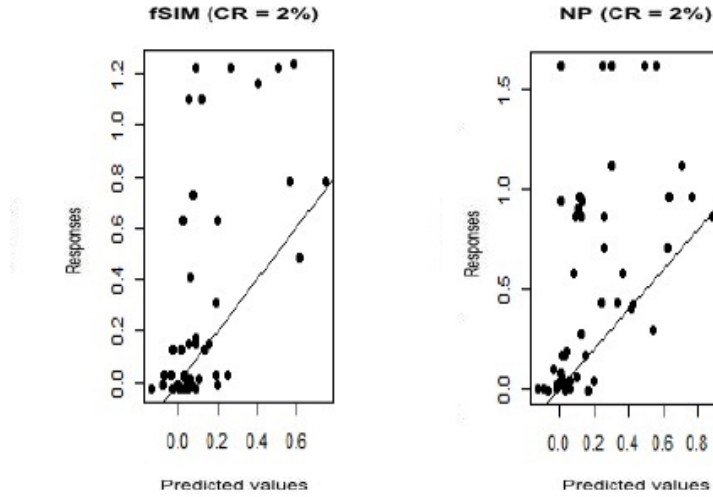 fSIM (CR = 2%)
Responses
1.2
1.0
0.8
0.6
0.4
0.2
0.0
0.0 0.2 0.4 0.6
Predicted values
NP (CR = 2%)
Responses
1.5
1.0
0.5
0.0
0.0 0.2 0.4 0.6 0.8
Predicted values